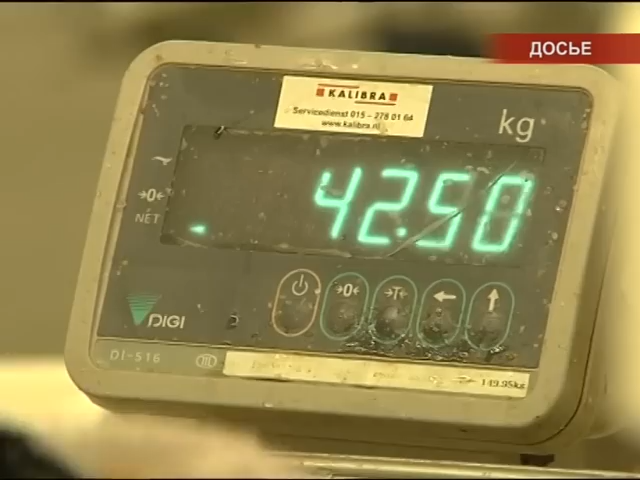 ДОСЬЕ
KALIBRA
Servicedienst 015 - 278 01 64
www.kalibra.nl
kg
42.50
→0←
NET
→0← →T← ← ↑
DIGI
DI-516 III
149.95kg